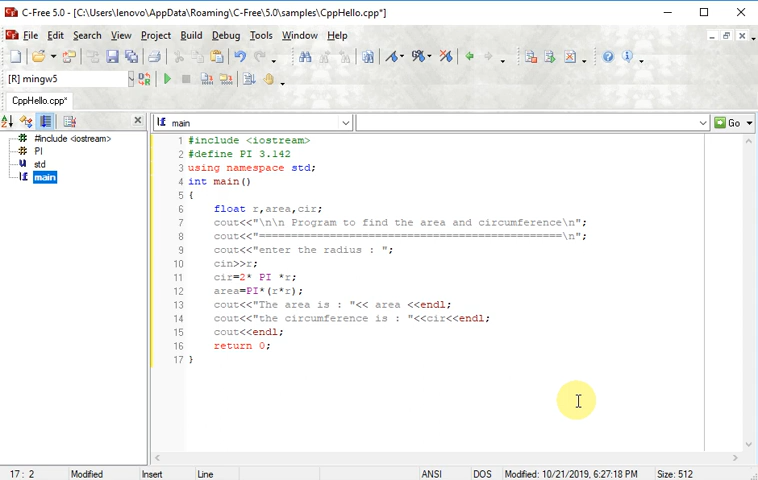 C-Free 5.0 - [C:\Users\lenovo\AppData\Roaming\C-Free\5.0\samples\CppHello.cpp*]
File Edit Search View Project Build Debug Tools Window Help
[R] mingw5
CppHello.cpp*
main
Go
#include <iostream>
PI
std
main
1 #include <iostream>
2 #define PI 3.142
3 using namespace std;
4 int main()
5 {
6 float r,area,cir;
7 cout<<"\n\n Program to find the area and circumference\n";
8 cout<<"===============================================\n";
9 cout<<"enter the radius : ";
10 cin>>r;
11 cir=2* PI *r;
12 area=PI*(r*r);
13 cout<<"The area is : "<< area <<endl;
14 cout<<"the circumference is : "<<cir<<endl;
15 cout<<endl;
16 return 0;
17 }
17 : 2 Modified Insert Line ANSI DOS Modified: 10/21/2019, 6:27:18 PM Size: 512